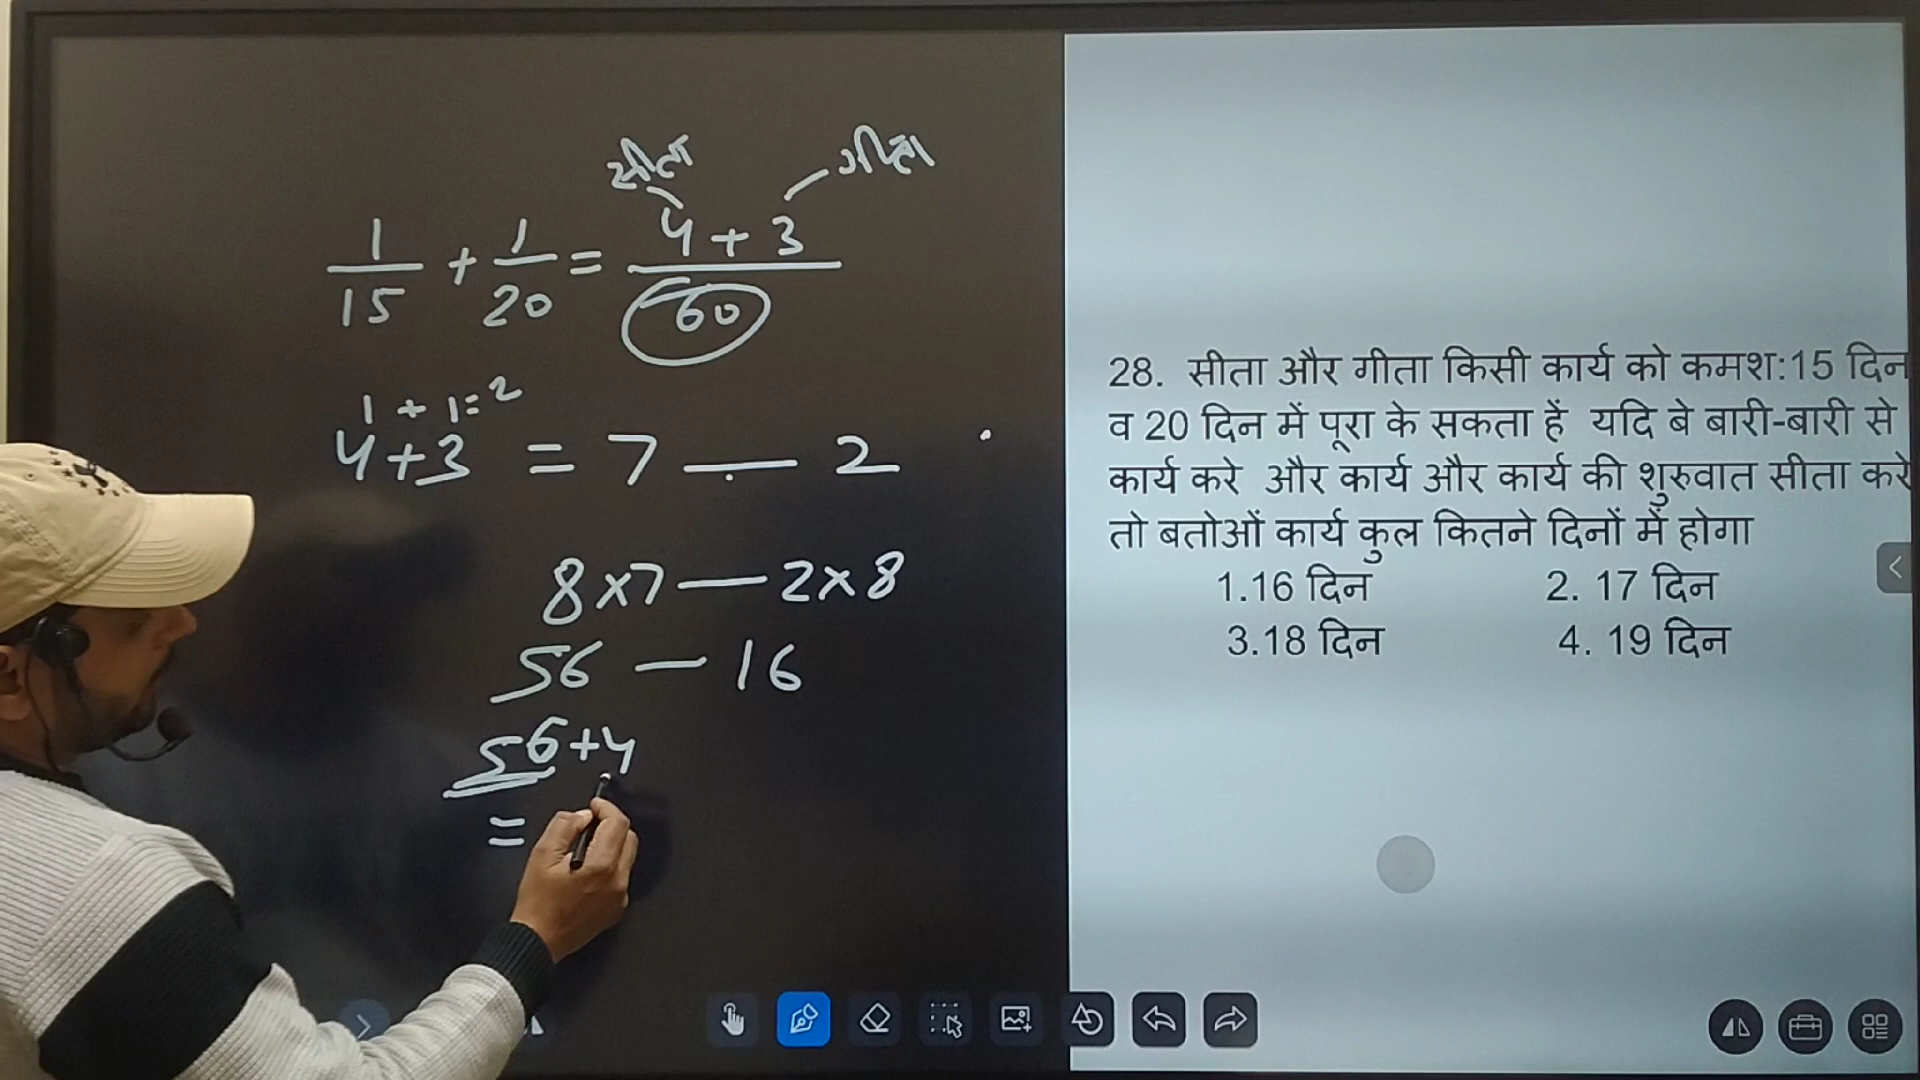 सीता गीता
1/15 + 1/20 = 4+3/60
1 + 1 = 2
4+3 = 7 — 2
8×7 — 2×8
56 — 16
56+4
=
28. सीता और गीता किसी कार्य को कमश:15 दिन
व 20 दिन में पूरा के सकता हें यदि बे बारी-बारी से
कार्य करे और कार्य और कार्य की शुरुवात सीता करे
तो बतोओं कार्य कुल कितने दिनों में होगा
1.16 दिन 2. 17 दिन
3.18 दिन 4. 19 दिन